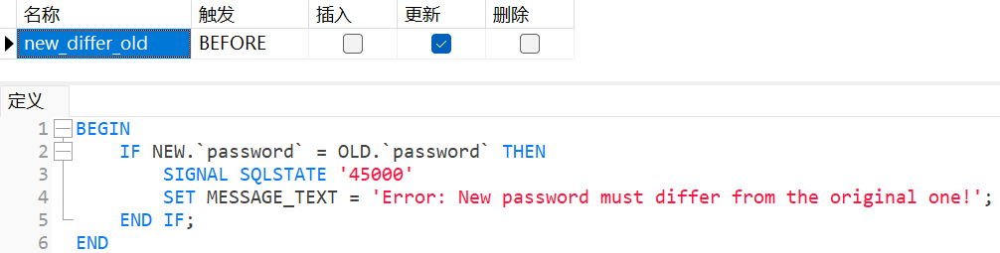 名称 触发 插入 更新 删除
new_differ_old BEFORE
定义
1 BEGIN
2 IF NEW.`password` = OLD.`password` THEN
3 SIGNAL SQLSTATE '45000'
4 SET MESSAGE_TEXT = 'Error: New password must differ from the original one!';
5 END IF;
6 END